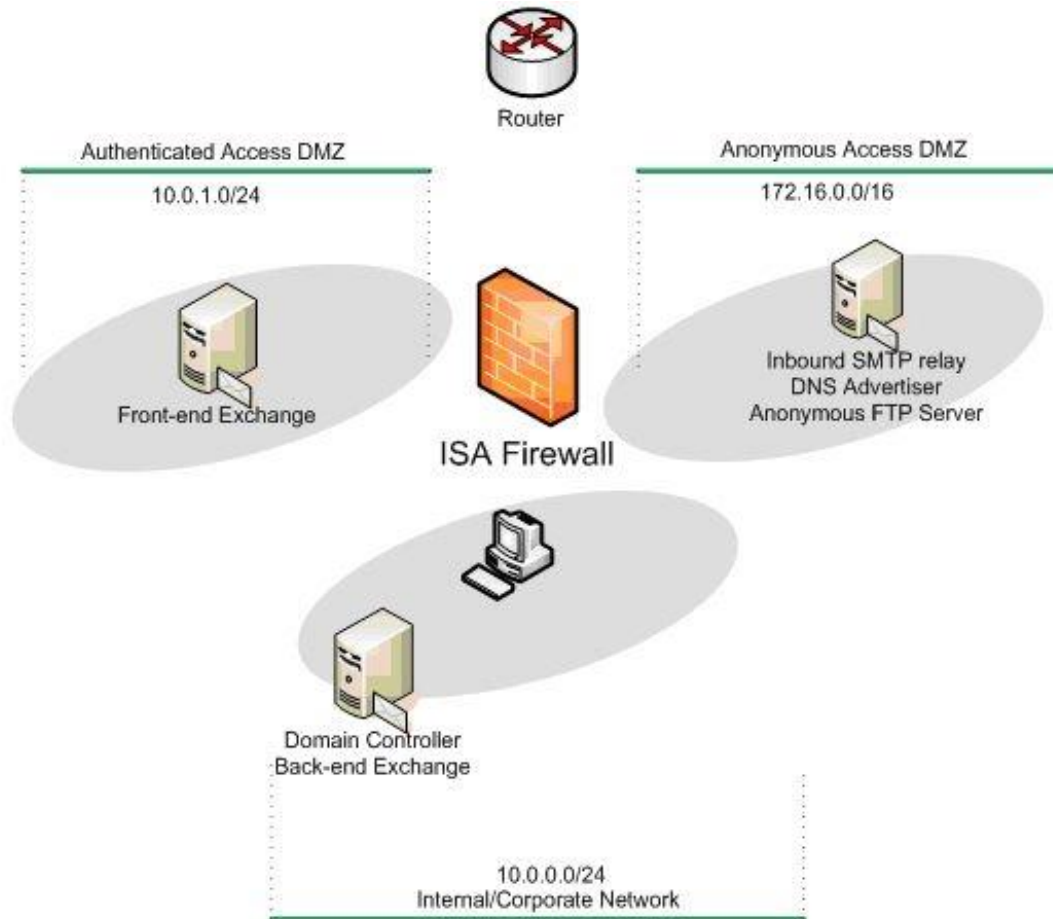 Router
Authenticated Access DMZ
10.0.1.0/24
Anonymous Access DMZ
172.16.0.0/16
Front-end Exchange
Inbound SMTP relay
DNS Advertiser
Anonymous FTP Server
ISA Firewall
Domain Controller
Back-end Exchange
10.0.0.0/24
Internal/Corporate Network